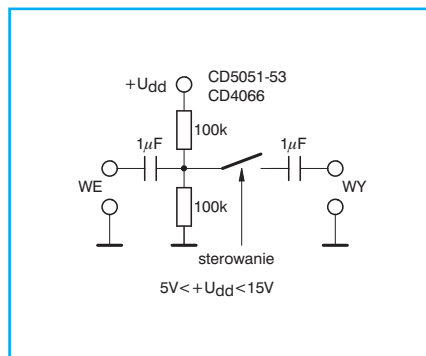 +Udd
CD5051-53
CD4066
100k
1µF
1µF
WE
WY
100k
sterowanie
5V<+Udd<15V